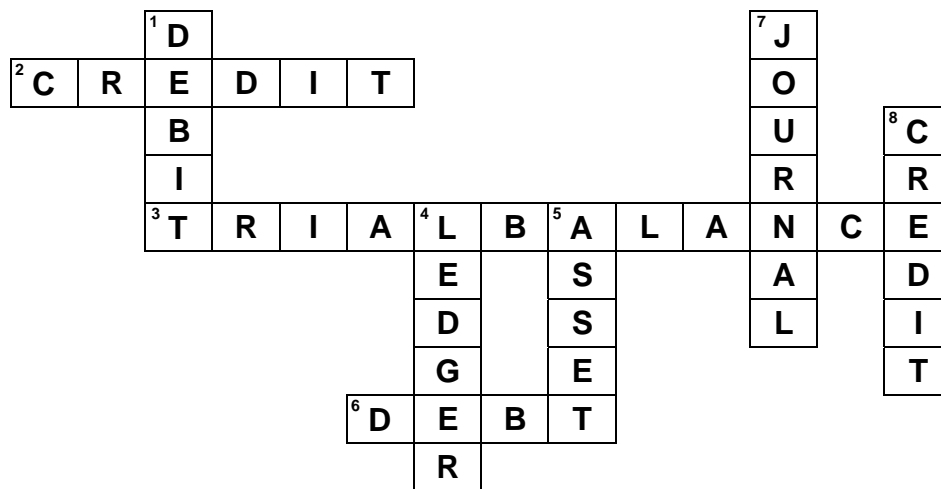 1 D 7 J
2 C R E D I T O
B U 8 C
I R R
3 T R I A 4 L B 5 A L A N C E
E S A D
D S L I
G E T
6 D E B T
R